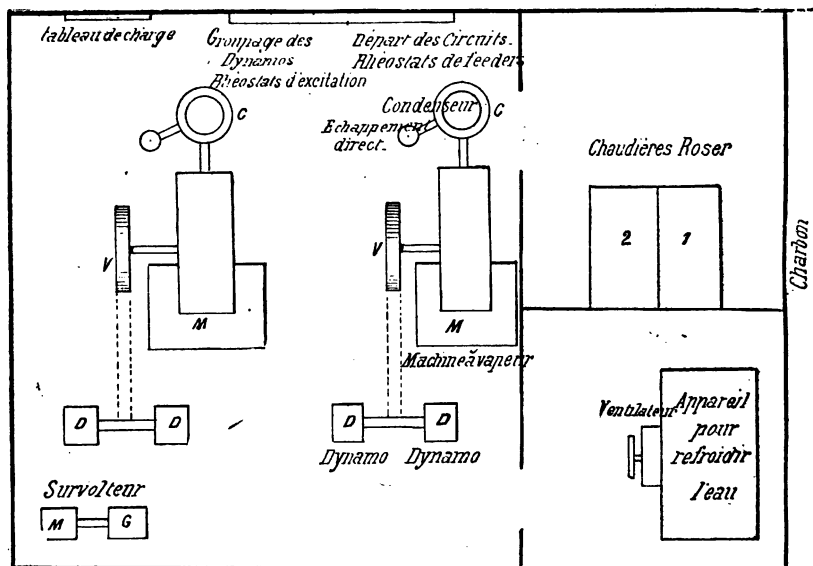 Tableau de charge
Groupage des
Dynamos
Rhéostats d'excitation
Départ des Circuits.
Rhéostats de feeders
C
Condenseur
C
Echappement
direct.
Chaudières Roser
2
1
Charbon
V
M
V
M
Machine à vapeur
D
D
D
D
Dynamo
Dynamo
Ventilateur
Appareil
pour
refroidir
l'eau
Survolteur
M
G